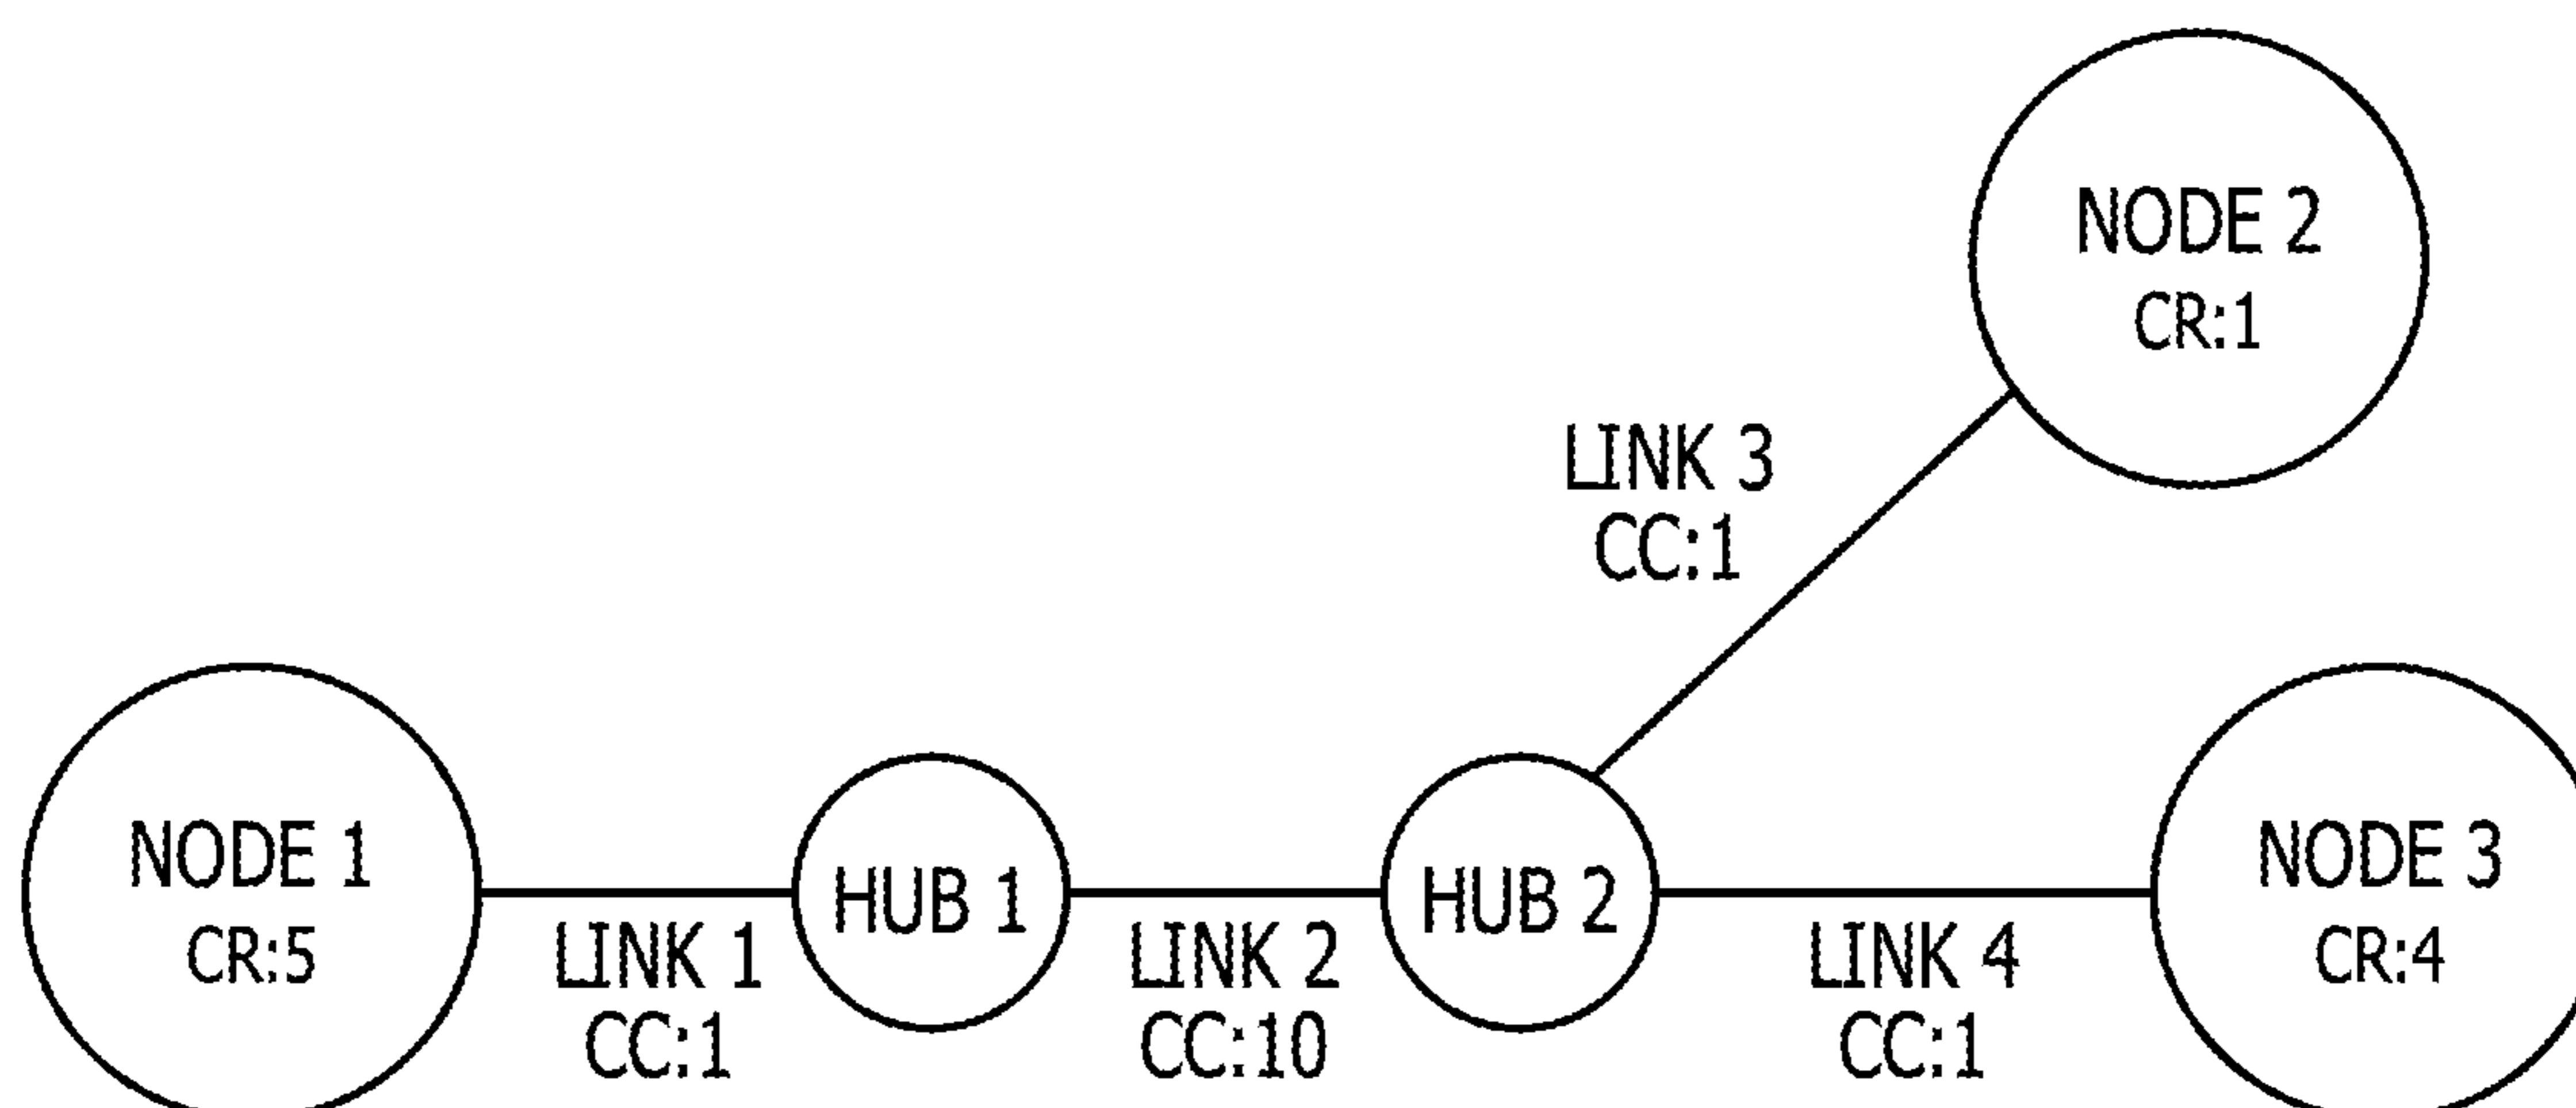 NODE 2
CR:1
LINK 3
CC:1
NODE 1
CR:5
LINK 1
CC:1
HUB 1
LINK 2
CC:10
HUB 2
LINK 4
CC:1
NODE 3
CR:4